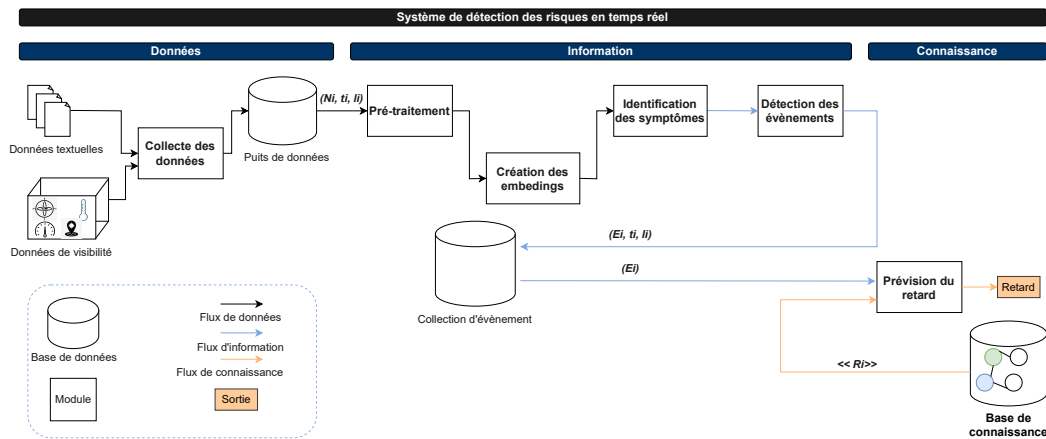 Système de détection des risques en temps réel
Données
Information
Connaissance
Données textuelles
Collecte des
données
Puits de données
(Ni, ti, li)
Pré-traitement
Création des
embedings
Identification
des symptômes
Détection des
évènements
Données de visibilité
(Ei, ti, li)
(Ei)
Collection d'évènement
Prévision du
retard
Retard
<< Ri>>
Base de
connaissance
Base de données
Flux de données
Flux d'information
Flux de connaissance
Module
Sortie